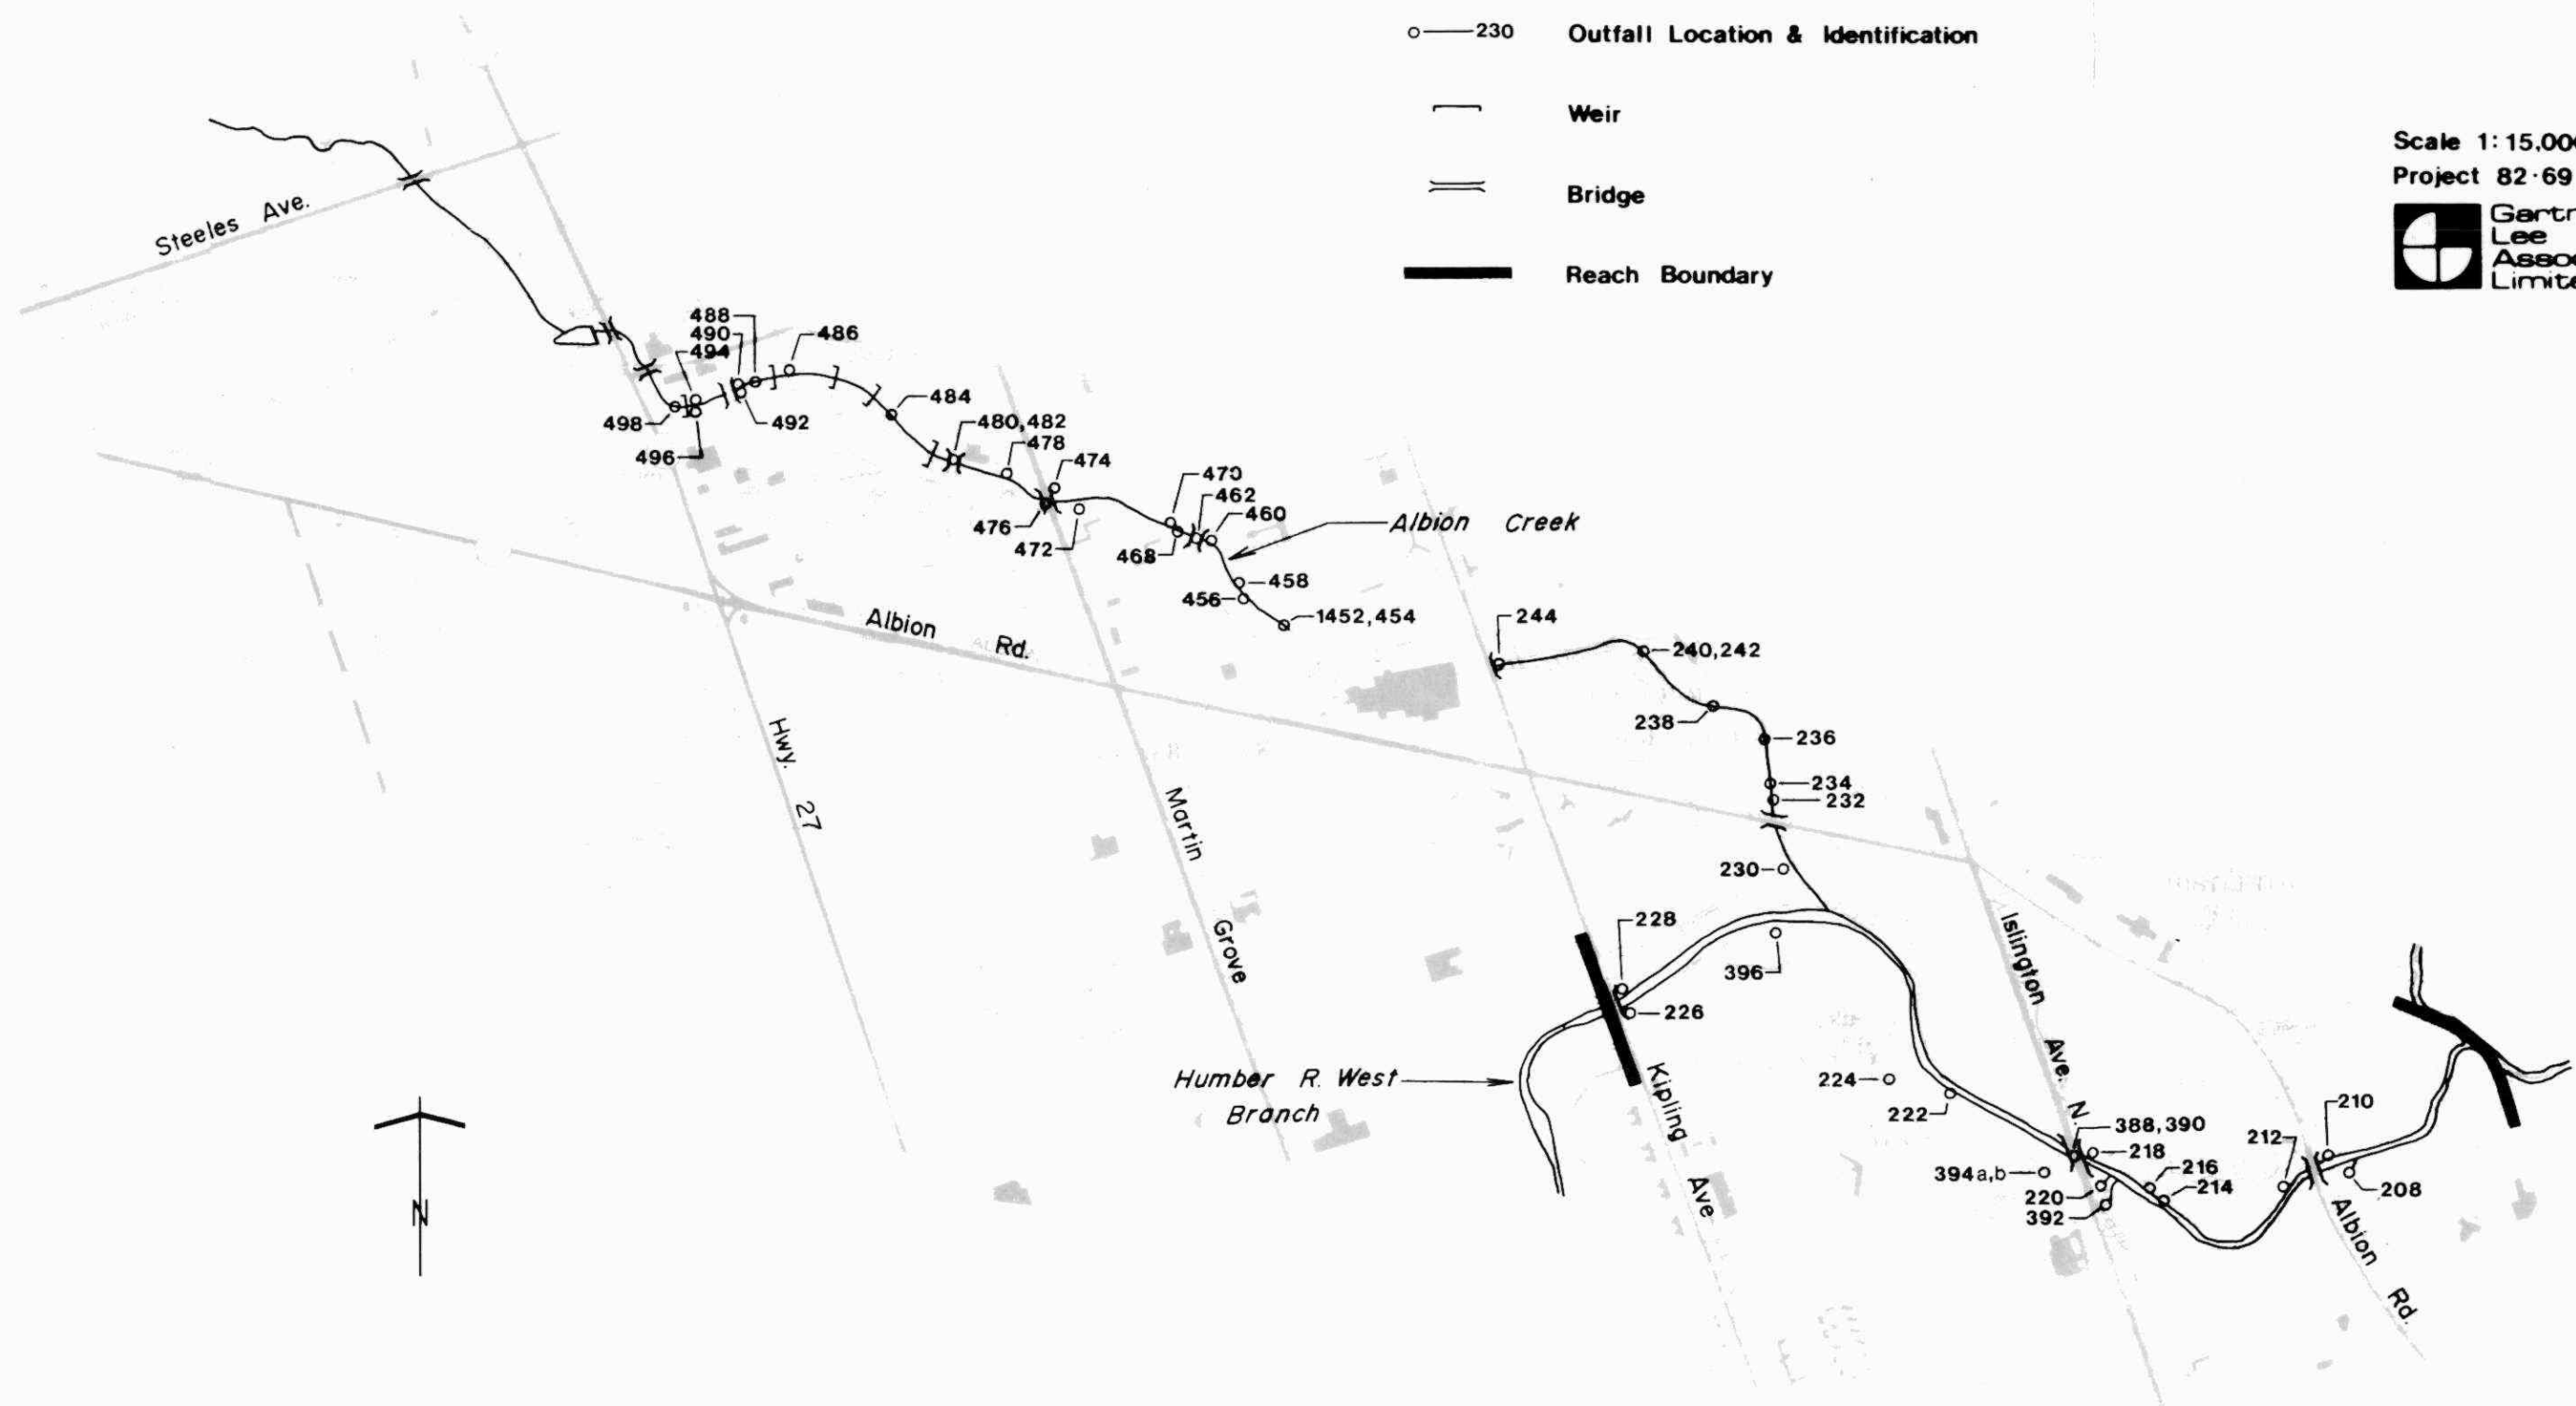 230 Outfall Location & Identification
Weir
Bridge
Reach Boundary
Scale 1:15,000
Project 82·69
Lee
Steeles Ave.
488
490
494
486
498
492
496
484
480,482
478
474
476
472
470
462
460
468
Albion Creek
458
456
1452,454
Albion Rd.
244
240,242
238
236
234
232
230
Hwy. 27
Martin Grove
228
396
226
Humber R. West
Branch
Kipling Ave
Islington Ave. N.
224
222
388,390
218
394a,b
216
220
214
392
212
210
208
Albion Rd.
N